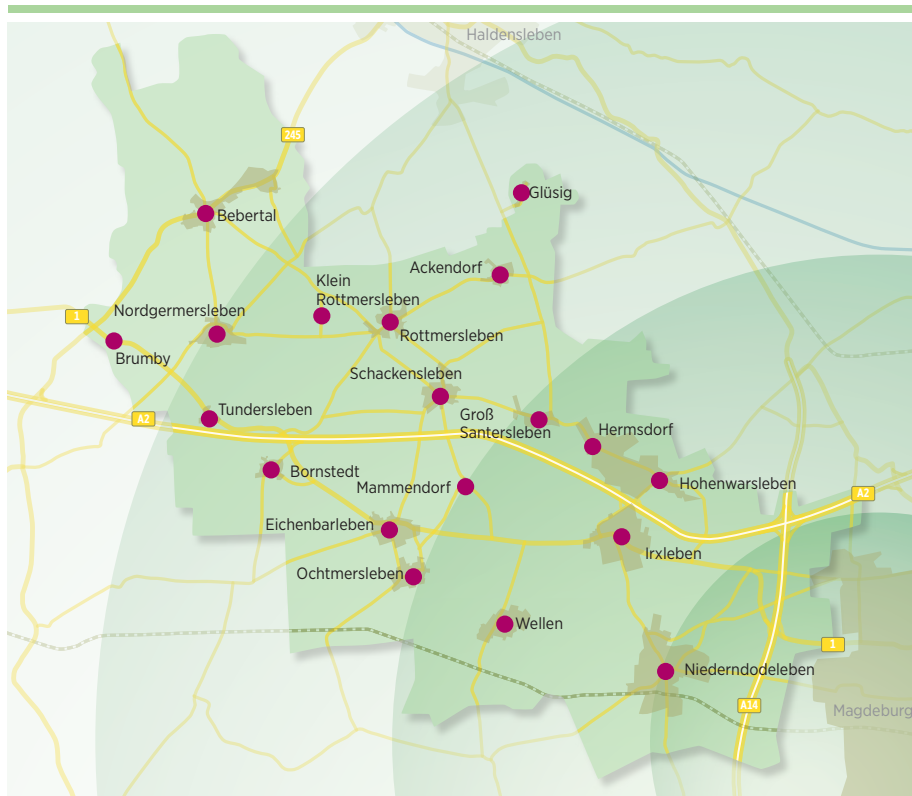 Haldensleben
245
Glüsig
Bebertal
Ackendorf
Klein
Rottmersleben
Nordgermersleben
1
Rottmersleben
Brumby
Schackensleben
Tundersleben
A2
Groß
Santersleben
Hermsdorf
Bornstedt
Mammendorf
Hohenwarsleben
A2
Eichenbarleben
Irxleben
Ochtmersleben
Wellen
1
Niederndodeleben
A14
Magdeburg